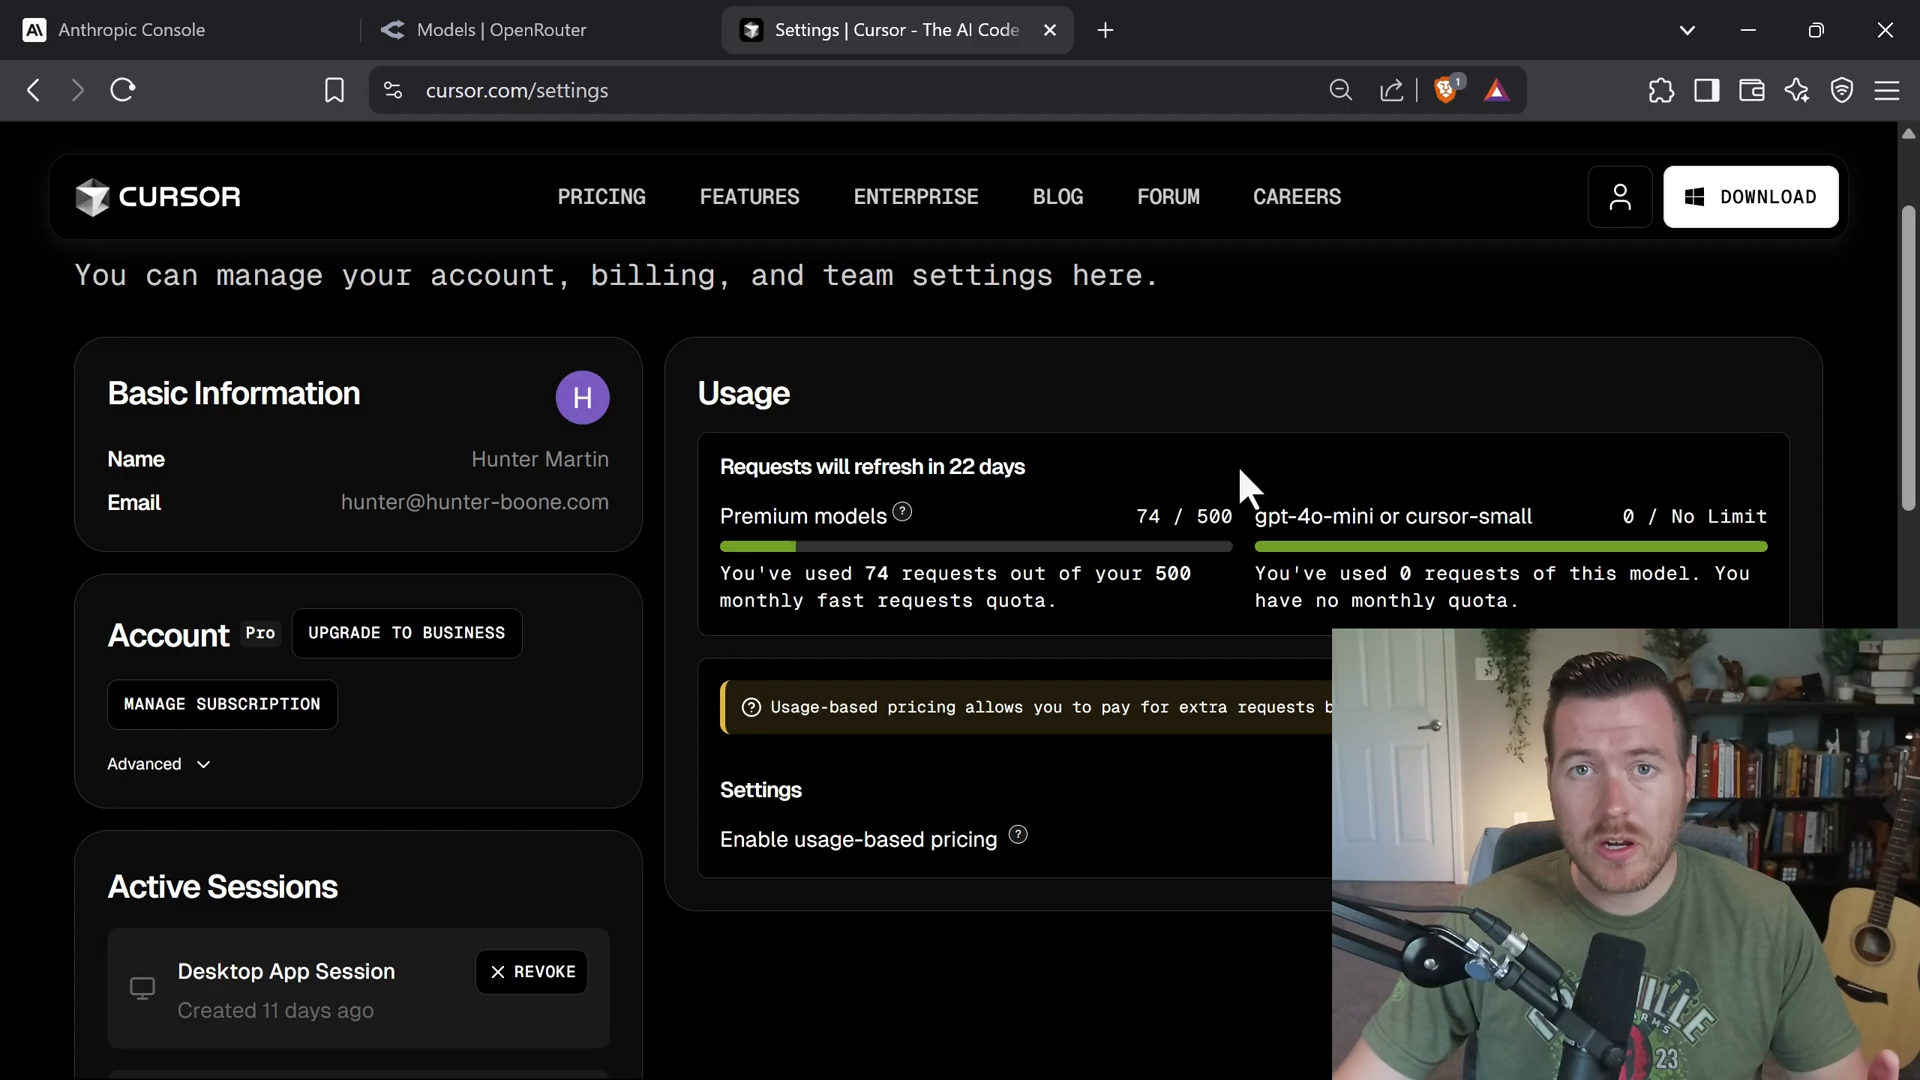 Anthropic Console
Models | OpenRouter
Settings | Cursor - The AI Code
cursor.com/settings
1
CURSOR
PRICING
FEATURES
ENTERPRISE
BLOG
FORUM
CAREERS
DOWNLOAD
You can manage your account, billing, and team settings here.
Basic Information
H
Name
Hunter Martin
Email
hunter@hunter-boone.com
Account
Pro
UPGRADE TO BUSINESS
MANAGE SUBSCRIPTION
Advanced
Active Sessions
Desktop App Session
Created 11 days ago
REVOKE
Usage
Requests will refresh in 22 days
Premium models
74 / 500
You've used 74 requests out of your 500
monthly fast requests quota.
gpt-4o-mini or cursor-small
0 / No Limit
You've used 0 requests of this model. You
have no monthly quota.
Usage-based pricing allows you to pay for extra requests
Settings
Enable usage-based pricing
23